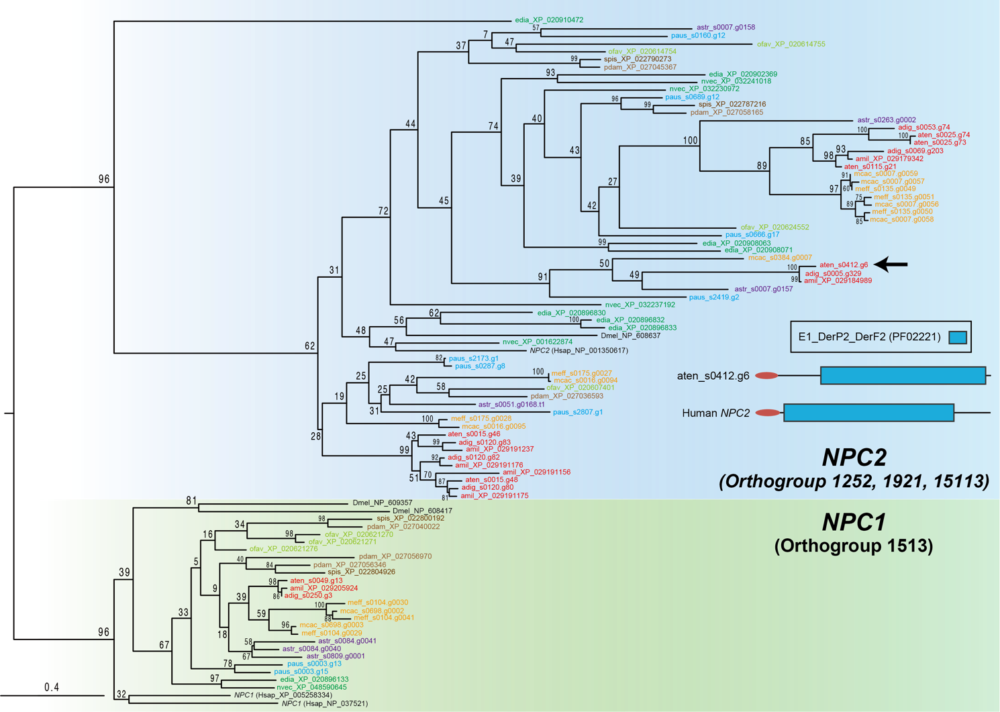 edia_XP_020910472
57
astr_s0007.g0158
7
paus_s0160.g12
37
47
ofav_XP_020614755
ofav_XP_020614754
99
spis_XP_022790273
pdam_XP_027045367
93
edia_XP_020902369
nvec_XP_032241018
nvec_XP_032230972
96
paus_s0689.g12
99
spis_XP_022787216
pdam_XP_027058165
44
74
40
astr_s0263.g0002
100
adig_s0053.g74
100
aten_s0025.g74
aten_s0025.g73
100
85
93
adig_s0069.g203
98
amil_XP_029179342
43
aten_s0115.g21
89
91
mcac_s0007.g0059
96
39
27
mcac_s0007.g0057
97
60
meff_s0135.g0049
75
meff_s0135.g0051
45
42
89
mcac_s0007.g0056
72
meff_s0135.g0050
85
mcac_s0007.g0058
ofav_XP_020624552
paus_s0666.g17
99
edia_XP_020908063
edia_XP_020908071
50
mcac_s0384.g0007
31
100
aten_s0412.g6
91
49
adig_s0005.g329
99
amil_XP_029184989
astr_s0007.g0157
paus_s2419.g2
nvec_XP_032237192
62
edia_XP_020896830
56
100
edia_XP_020896832
edia_XP_020896833
48
Dmel_NP_608637
E1_DerP2_DerF2 (PF02221)
62
47
nvec_XP_001622874
NPC2 (Hsap_NP_001350617)
82
paus_s2173.g1
paus_s0287.g8
25
100
meff_s0175.g0027
aten_s0412.g6
42
mcac_s0016.g0094
25
58
ofav_XP_020607401
19
pdam_XP_027036593
astr_s0051.g0168.t1
31
paus_s2807.g1
Human NPC2
100
meff_s0175.g0028
mcac_s0016.g0095
28
43
aten_s0015.g46
99
adig_s0120.g83
99
amil_XP_029191237
92
adig_s0120.g82
NPC2
amil_XP_029191176
51
70
amil_XP_029191156
87
aten_s0015.g48
(Orthogroup 1252, 1921, 15113)
adig_s0120.g80
81
amil_XP_029191175
81
Dmel_NP_609357
Dmel_NP_608417
98
spis_XP_022800192
NPC1
34
pdam_XP_027040022
16
98
ofav_XP_020621270
ofav_XP_020621271
(Orthogroup 1513)
ofav_XP_020621276
40
pdam_XP_027056970
5
84
pdam_XP_027056346
39
spis_XP_022804926
98
aten_s0049.g13
9
amil_XP_029205924
39
86
adig_s0250.g3
100
meff_s0104.g0030
33
59
mcac_s0698.g0002
88
meff_s0104.g0041
96
mcac_s0698.g0003
96
18
meff_s0104.g0029
58
astr_s0084.g0041
67
astr_s0084.g0040
67
astr_s0809.g0001
78
paus_s0003.g13
paus_s0003.g15
97
edia_XP_020896133
0.4
nvec_XP_048590645
32
NPC1 (Hsap_XP_005258334)
NPC1 (Hsap_NP_037521)